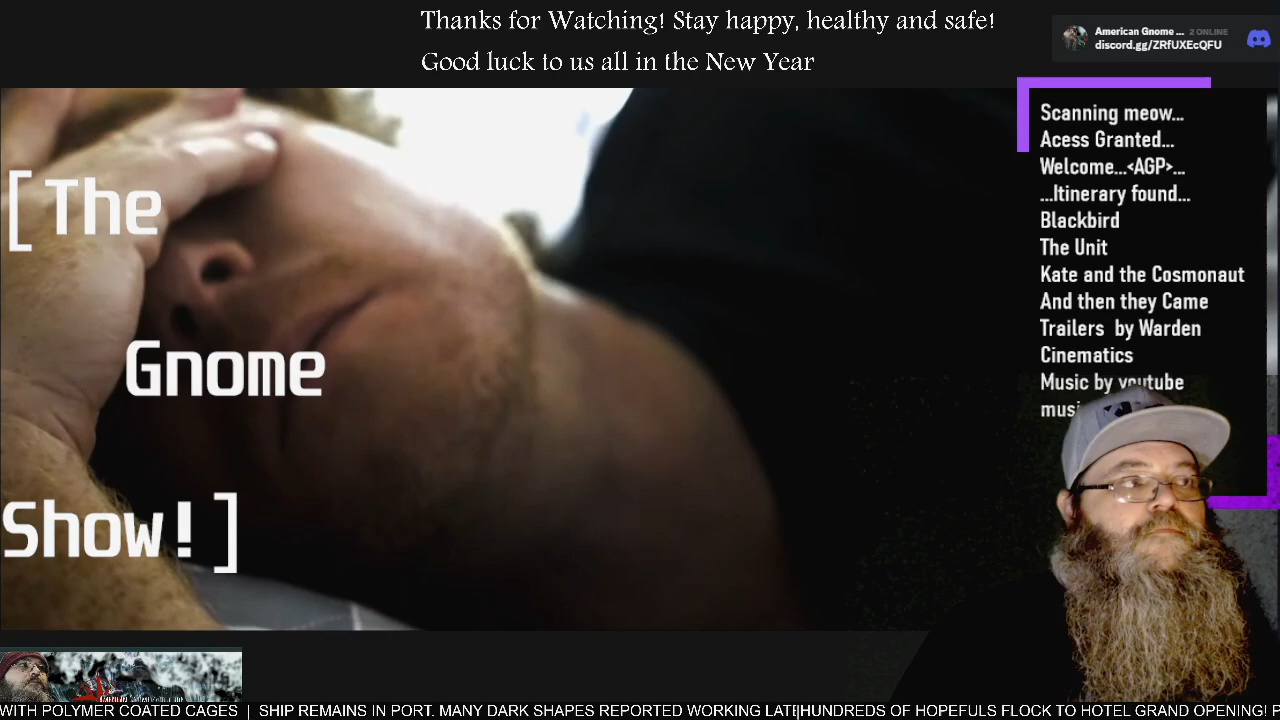 Thanks for Watching! Stay happy, healthy and safe!
Good luck to us all in the New Year
American Gnome ... 2 ONLINE
discord.gg/ZRfUXEcQFU
[The
Gnome
Show!]
Scanning meow...
Acess Granted...
Welcome...<AGP>...
...Itinerary found...
Blackbird
The Unit
Kate and the Cosmonaut
And then they Came
Trailers by Warden
Cinematics
Music by youtube
WITH POLYMER COATED CAGES | SHIP REMAINS IN PORT. MANY DARK SHAPES REPORTED WORKING LATE|HUNDREDS OF HOPEFULS FLOCK TO HOTEL GRAND OPENING!